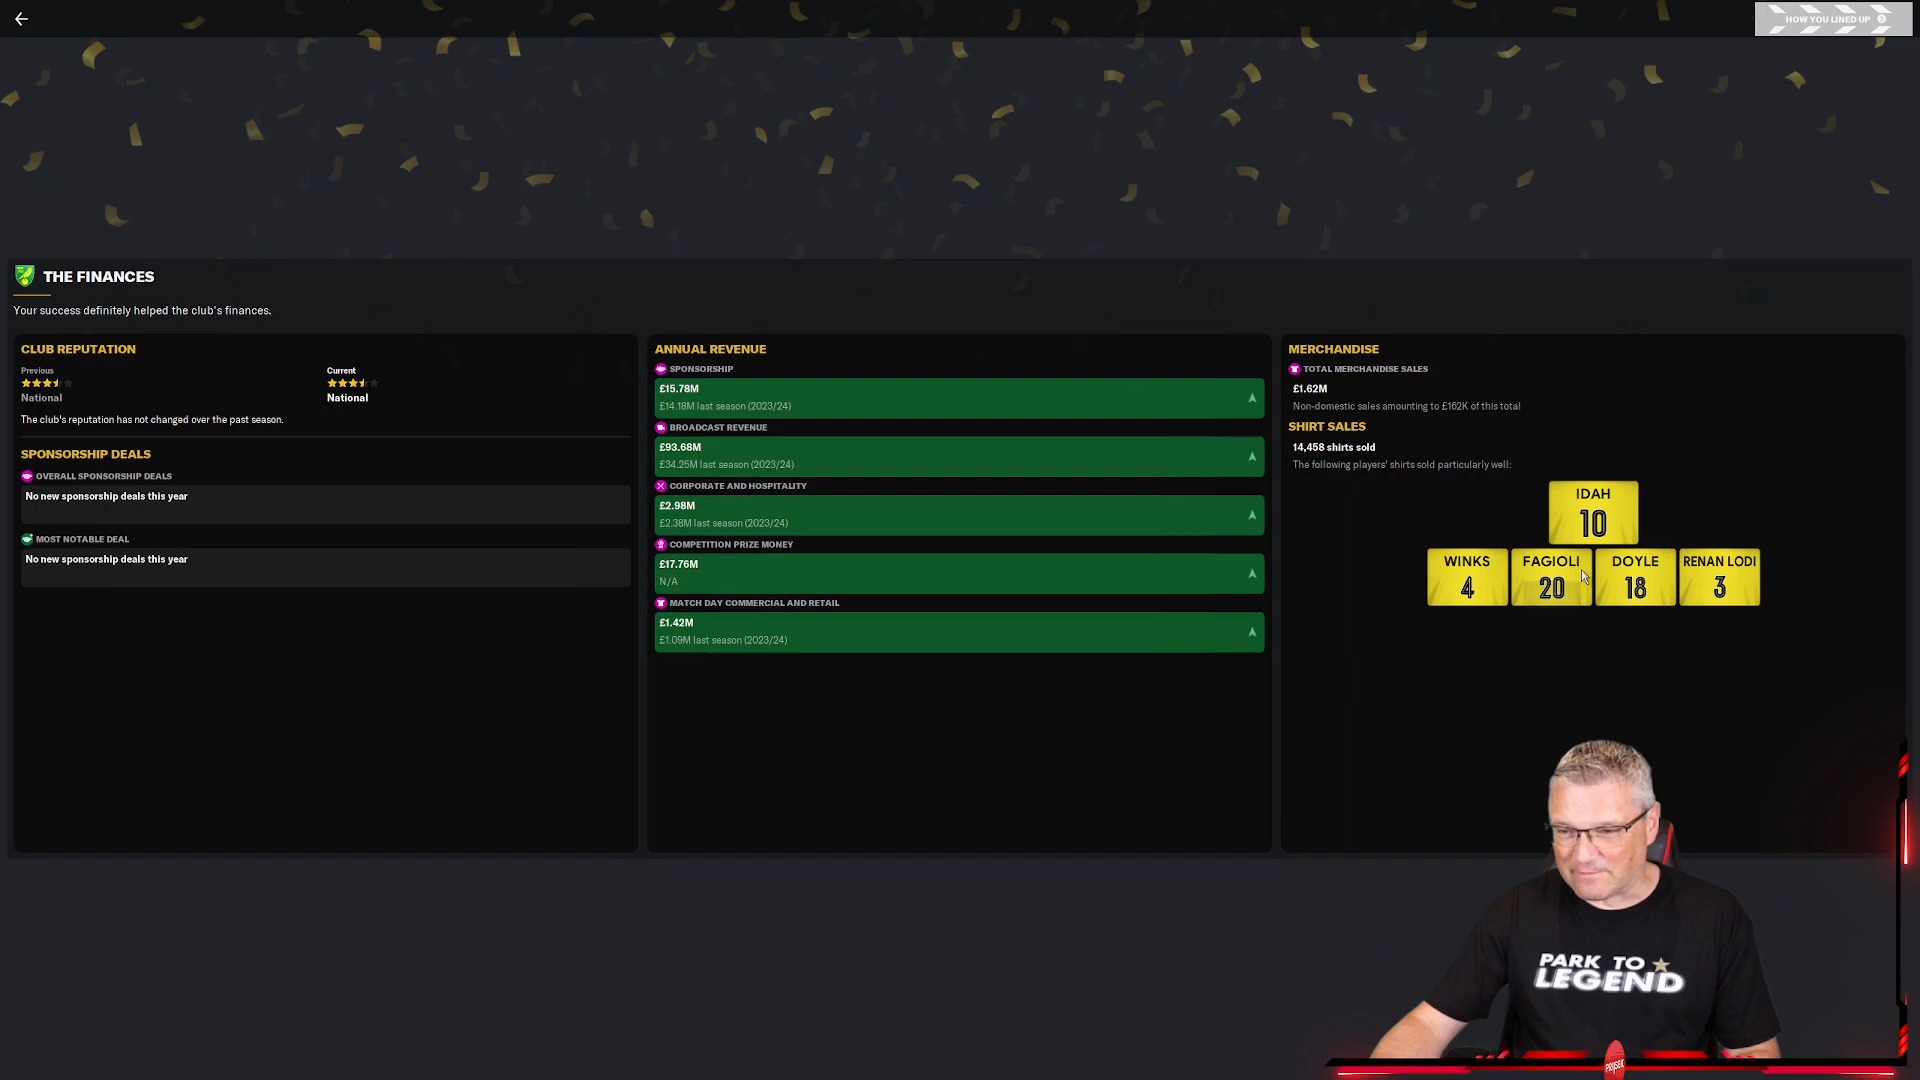 HOW YOU LINED UP
THE FINANCES
Your success definitely helped the club's finances.
CLUB REPUTATION
Previous
Current
National
National
The club's reputation has not changed over the past season.
SPONSORSHIP DEALS
OVERALL SPONSORSHIP DEALS
No new sponsorship deals this year
MOST NOTABLE DEAL
No new sponsorship deals this year
ANNUAL REVENUE
SPONSORSHIP
£15.78M
£14.18M last season (2023/24)
BROADCAST REVENUE
£93.68M
£34.25M last season (2023/24)
CORPORATE AND HOSPITALITY
£2.98M
£2.38M last season (2023/24)
COMPETITION PRIZE MONEY
£17.76M
N/A
MATCH DAY COMMERCIAL AND RETAIL
£1.42M
£1.09M last season (2023/24)
MERCHANDISE
TOTAL MERCHANDISE SALES
£1.62M
Non-domestic sales amounting to £162K of this total
SHIRT SALES
14,458 shirts sold
The following players' shirts sold particularly well:
IDAH
10
WINKS
4
FAGIOLI
20
DOYLE
18
RENAN LODI
3
PARK TO
LEGEND